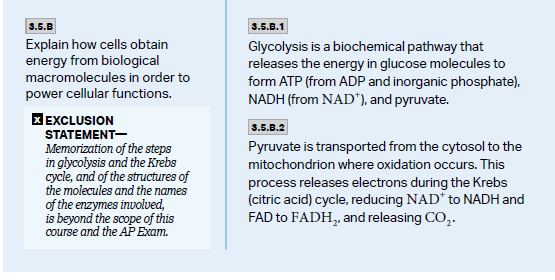 3.5.B
Explain how cells obtain
energy from biological
macromolecules in order to
power cellular functions.
X EXCLUSION
STATEMENT—
Memorization of the steps
in glycolysis and the Krebs
cycle, and of the structures of
the molecules and the names
of the enzymes involved,
is beyond the scope of this
course and the AP Exam.
3.5.B.1
Glycolysis is a biochemical pathway that
releases the energy in glucose molecules to
form ATP (from ADP and inorganic phosphate),
NADH (from NAD⁺), and pyruvate.
3.5.B.2
Pyruvate is transported from the cytosol to the
mitochondrion where oxidation occurs. This
process releases electrons during the Krebs
(citric acid) cycle, reducing NAD⁺ to NADH and
FAD to FADH₂, and releasing CO₂.